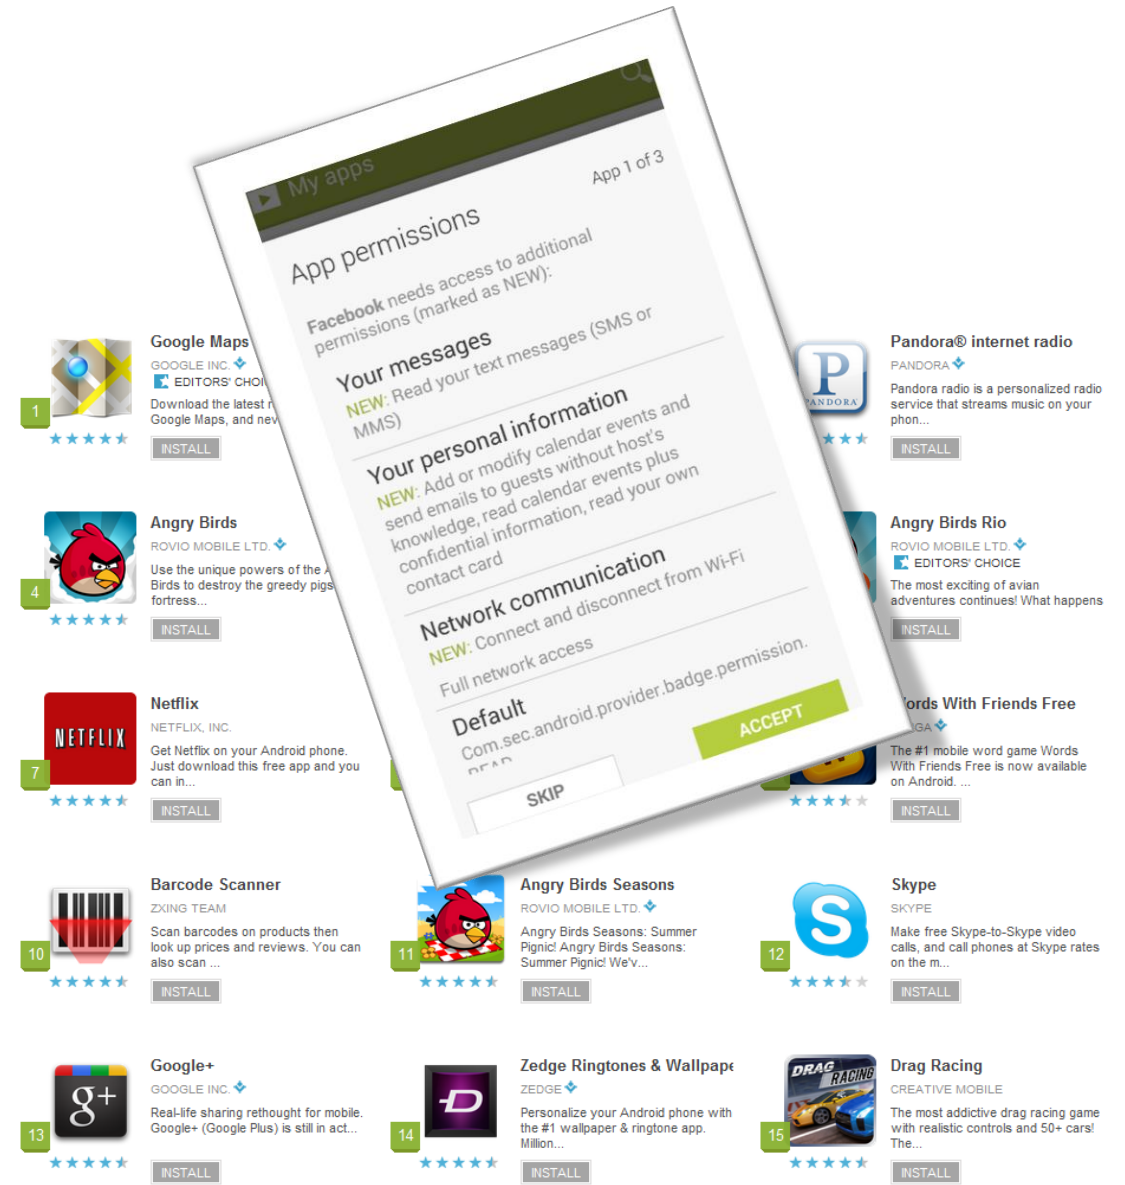 My apps
App 1 of 3
App permissions
Facebook needs access to additional
permissions (marked as NEW):
Your messages
NEW: Read your text messages (SMS or
MMS)
Your personal information
NEW: Add or modify calendar events and
send emails to guests without host's
knowledge, read calendar events plus
confidential information, read your own
contact card
Network communication
NEW: Connect and disconnect from Wi-Fi
Full network access
Default
Com.sec.android.provider.badge.permission.
READ
SKIP
ACCEPT
Google Maps
GOOGLE INC.
EDITORS' CHOI
Download the latest r
Google Maps, and nev
1
INSTALL
Pandora® internet radio
PANDORA
Pandora radio is a personalized radio
service that streams music on your
phon...
P
PANDORA
INSTALL
Angry Birds
ROVIO MOBILE LTD.
Use the unique powers of the A
Birds to destroy the greedy pigs
fortress...
4
INSTALL
Angry Birds Rio
ROVIO MOBILE LTD.
EDITORS' CHOICE
The most exciting of avian
adventures continues! What happens
INSTALL
Netflix
NETFLIX, INC.
Get Netflix on your Android phone.
Just download this free app and you
can in...
NETFLIX
7
INSTALL
Words With Friends Free
GA
The #1 mobile word game Words
With Friends Free is now available
on Android. ...
INSTALL
Barcode Scanner
ZXING TEAM
Scan barcodes on products then
look up prices and reviews. You can
also scan ...
10
INSTALL
Angry Birds Seasons
ROVIO MOBILE LTD.
Angry Birds Seasons: Summer
Pignic! Angry Birds Seasons:
Summer Pignic! We'v...
11
INSTALL
Skype
SKYPE
Make free Skype-to-Skype video
calls, and call phones at Skype rates
on the m...
S
12
INSTALL
Google+
GOOGLE INC.
Real-life sharing rethought for mobile.
Google+ (Google Plus) is still in act...
g+
13
INSTALL
Zedge Ringtones & Wallpape
ZEDGE
Personalize your Android phone with
the #1 wallpaper & ringtone app.
Million...
14
INSTALL
Drag Racing
CREATIVE MOBILE
The most addictive drag racing game
with realistic controls and 50+ cars!
The...
DRAG
RACING
15
INSTALL